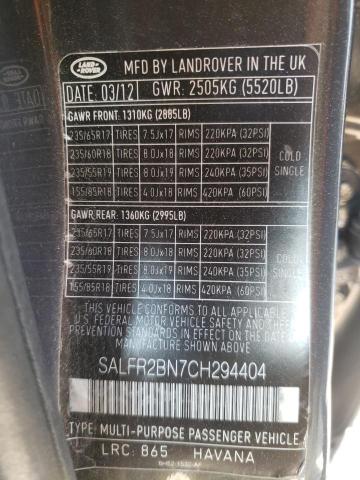 LAND
ROVER
MFD BY LANDROVER IN THE UK
DATE: 03/12 GWR: 2505KG (5520LB)
GAWR FRONT: 1310KG (2885LB)
235/65R17 TIRES 7.5Jx17 RIMS 220KPA (32PSI)
235/60R18 TIRES 8.0Jx18 RIMS 220KPA (32PSI)
235/55R19 TIRES 8.0Jx19 RIMS 240KPA (35PSI)
155/85R18 TIRES 4.0Jx18 RIMS 420KPA (60PSI)
COLD
SINGLE
GAWR REAR: 1360KG (2995LB)
235/65R17 TIRES 7.5Jx17 RIMS 220KPA (32PSI)
235/60R18 TIRES 8.0Jx18 RIMS 220KPA (32PSI)
235/55R19 TIRES 8.0Jx19 RIMS 240KPA (35PSI)
155/85R18 TIRES 4.0Jx18 RIMS 420KPA (60PSI)
COLD
SINGLE
THIS VEHICLE CONFORMS TO ALL APPLICABLE
U.S. FEDERAL MOTOR VEHICLE SAFETY AND
THEFT PREVENTION STANDARDS
IN EFFECT ON THE DATE OF
MANUFACTURE SHOWN
ABOVE.
SALFR2BN7CH294404
TYPE: MULTI-PURPOSE PASSENGER VEHICLE
LRC: 865 HAVANA